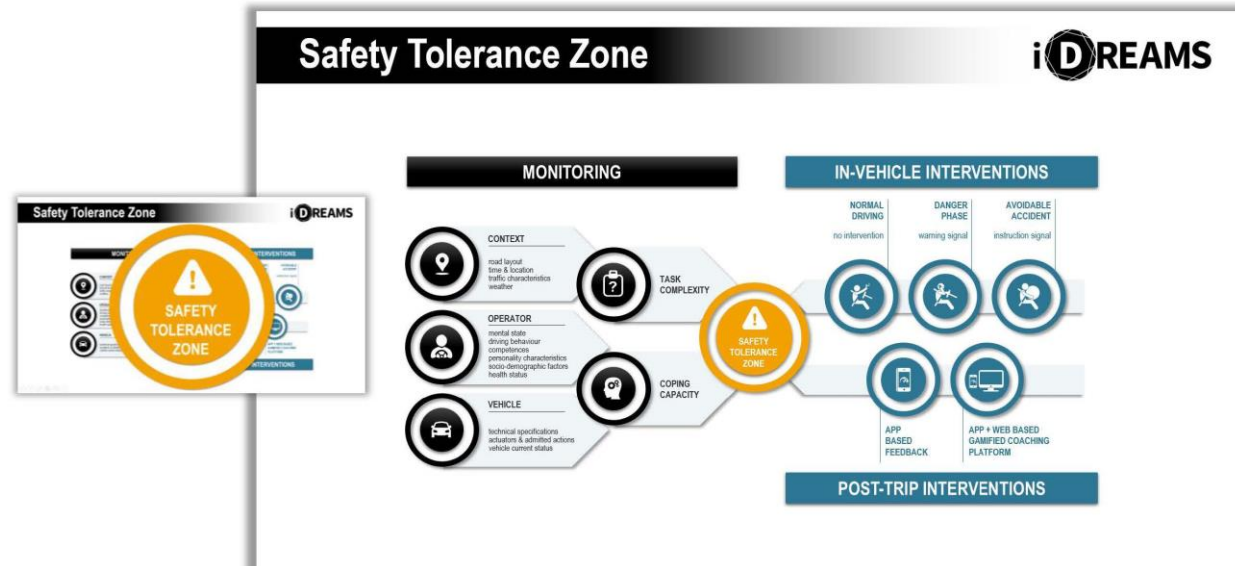 Safety Tolerance Zone
iDREAMS
MONITORING
CONTEXT
road layout
time & location
traffic characteristics
weather
OPERATOR
mental state
driving behaviour
competences
personality characteristics
socio-demographic factors
health status
VEHICLE
technical specifications
actuators & admitted actions
vehicle current status
?
TASK
COMPLEXITY
COPING
CAPACITY
SAFETY
TOLERANCE
ZONE
IN-VEHICLE INTERVENTIONS
NORMAL
DRIVING
no intervention
DANGER
PHASE
warning signal
AVOIDABLE
ACCIDENT
instruction signal
APP
BASED
FEEDBACK
APP + WEB BASED
GAMIFIED COACHING
PLATFORM
POST-TRIP INTERVENTIONS
Safety Tolerance Zone
iDREAMS
SAFETY
TOLERANCE
ZONE